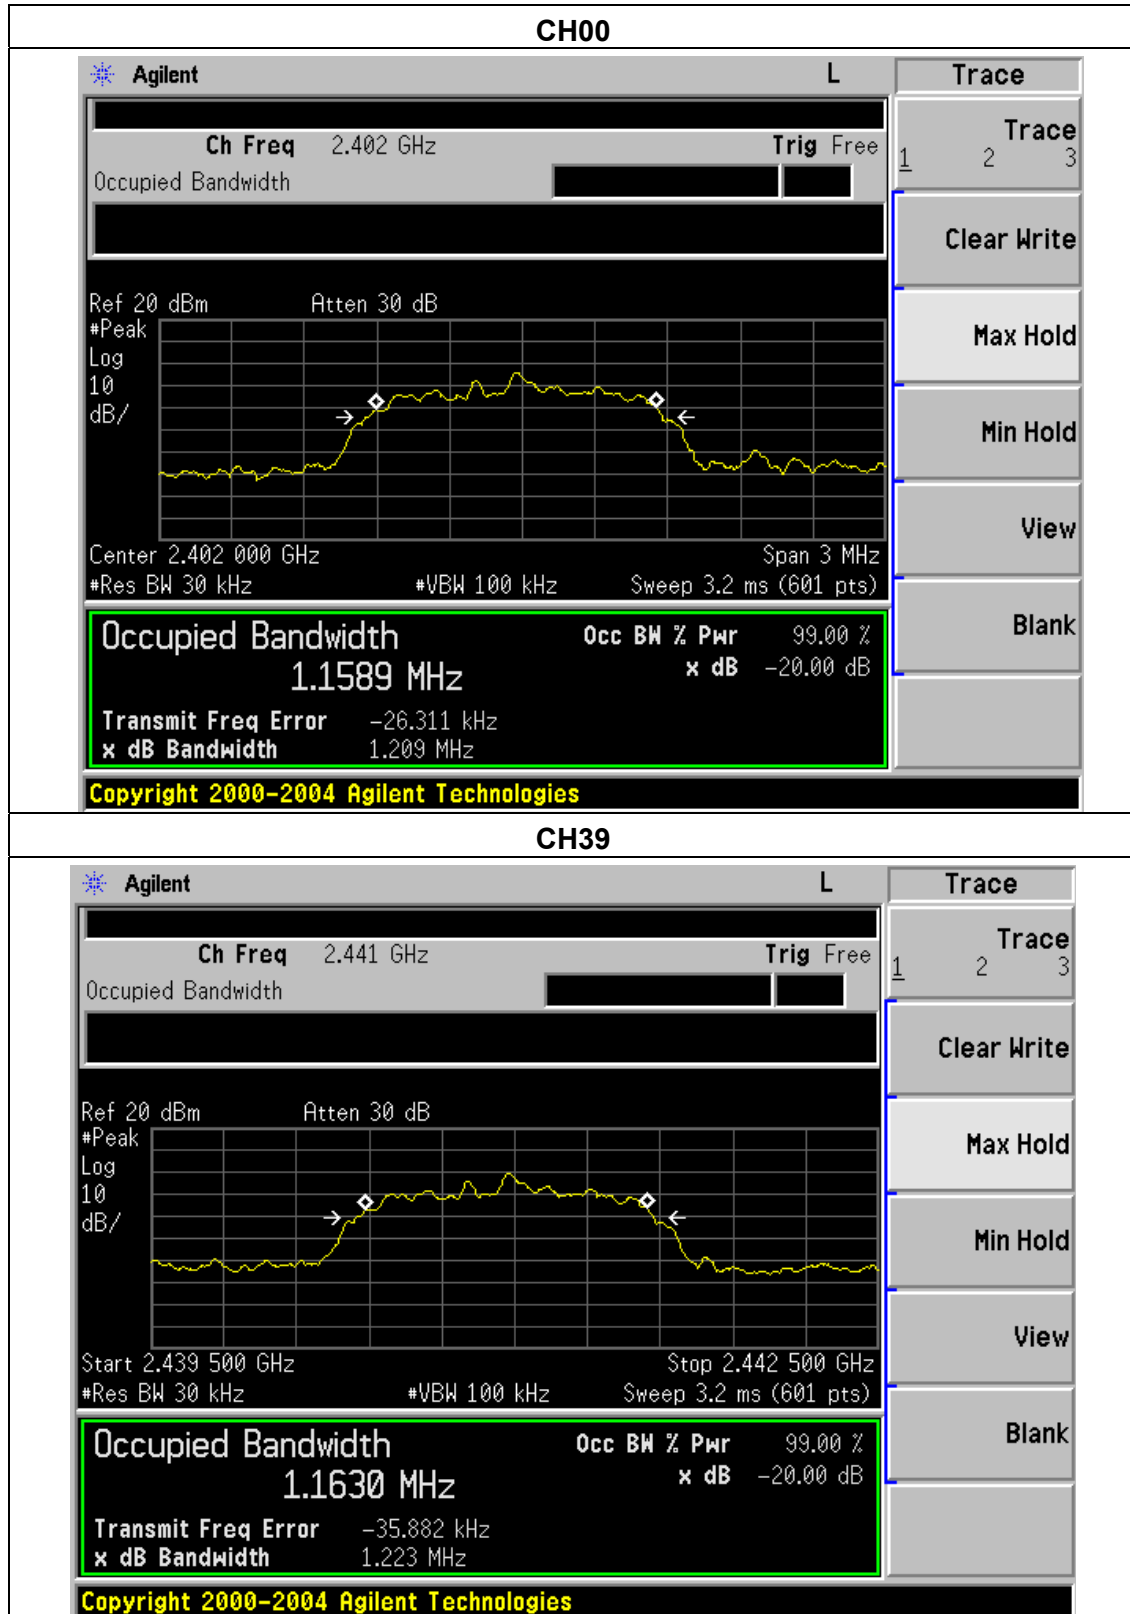 CH00
Agilent L Trace
Ch Freq 2.402 GHz Trig Free
Occupied Bandwidth
Trace
1 2 3
Clear Write
Max Hold
Min Hold
View
Blank
Ref 20 dBm Atten 30 dB
#Peak
Log
10
dB/
Center 2.402 000 GHz Span 3 MHz
#Res BW 30 kHz #VBW 100 kHz Sweep 3.2 ms (601 pts)
Occupied Bandwidth Occ BW % Pwr 99.00 %
1.1589 MHz x dB -20.00 dB
Transmit Freq Error -26.311 kHz
x dB Bandwidth 1.209 MHz
Copyright 2000-2004 Agilent Technologies
CH39
Agilent L Trace
Ch Freq 2.441 GHz Trig Free
Occupied Bandwidth
Trace
1 2 3
Clear Write
Max Hold
Min Hold
View
Blank
Ref 20 dBm Atten 30 dB
#Peak
Log
10
dB/
Start 2.439 500 GHz Stop 2.442 500 GHz
#Res BW 30 kHz #VBW 100 kHz Sweep 3.2 ms (601 pts)
Occupied Bandwidth Occ BW % Pwr 99.00 %
1.1630 MHz x dB -20.00 dB
Transmit Freq Error -35.882 kHz
x dB Bandwidth 1.223 MHz
Copyright 2000-2004 Agilent Technologies